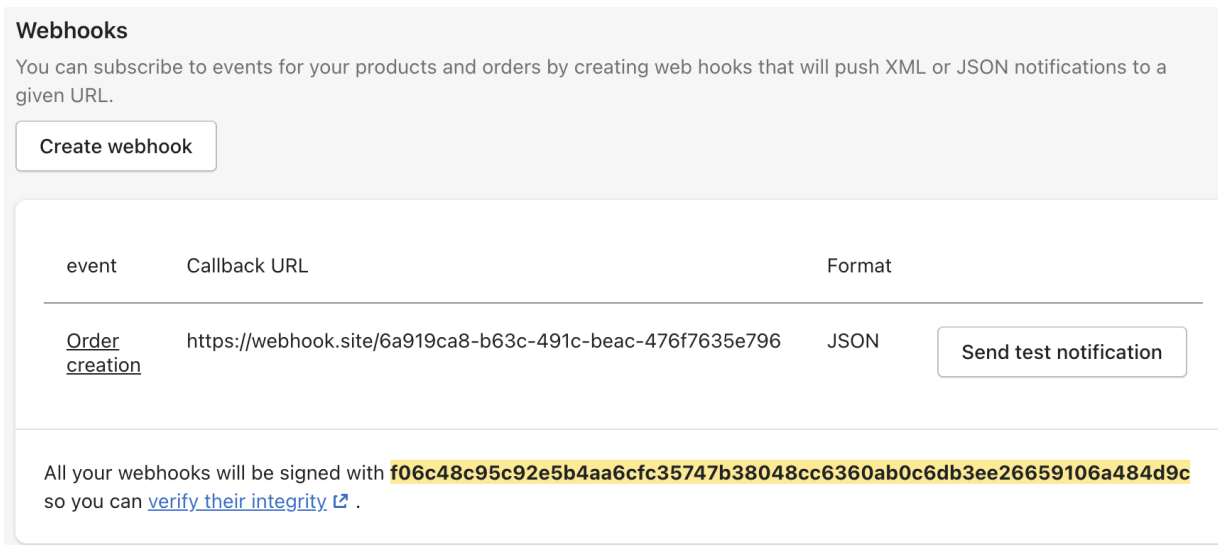 Webhooks
You can subscribe to events for your products and orders by creating web hooks that will push XML or JSON notifications to a
given URL.
Create webhook
event Callback URL Format
Order https://webhook.site/6a919ca8-b63c-491c-beac-476f7635e796 JSON Send test notification
creation
All your webhooks will be signed with f06c48c95c92e5b4aa6cfc35747b38048cc6360ab0c6db3ee26659106a484d9c
so you can verify their integrity .